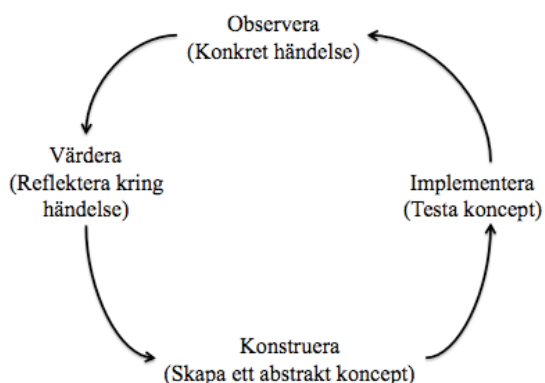 Observera
(Konkret händelse)
Värdera
(Reflektera kring
händelse)
Implementera
(Testa koncept)
Konstruera
(Skapa ett abstrakt koncept)